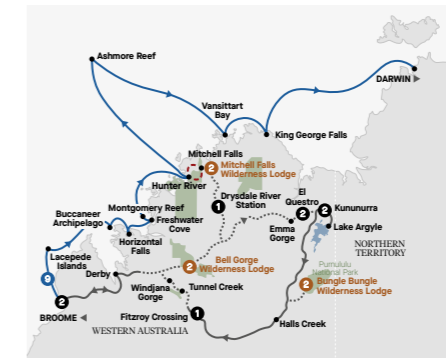 Ashmore Reef
DARWIN
Vansittart
Bay
King George Falls
Mitchell Falls
2
Mitchell Falls
Wilderness Lodge
Hunter River
Drysdale River
Station
1
El
Questro
2
2
Kununurra
Montgomery Reef
Buccaneer
Archipelago
Freshwater
Cove
Emma
Gorge
Lake Argyle
Horizontal
Falls
NORTHERN
TERRITORY
Lacepede
Islands
Bell Gorge
Wilderness Lodge
2
Purnululu
National Park
Derby
9
2
Bungle Bungle
Wilderness Lodge
Windjana
Gorge
Tunnel Creek
2
BROOME
Fitzroy Crossing
1
Halls Creek
WESTERN AUSTRALIA